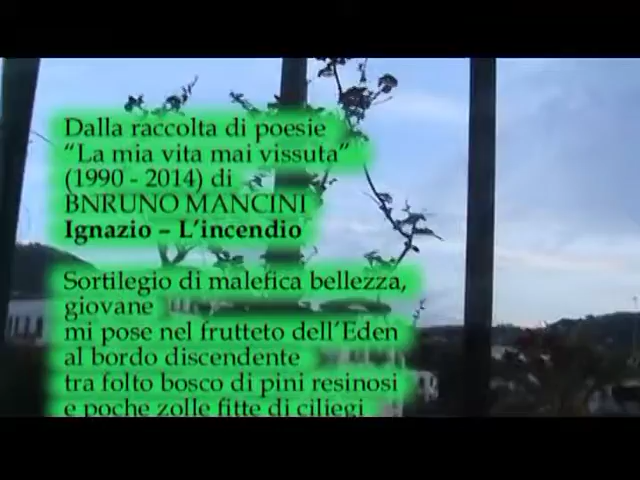 Dalla raccolta di poesie
“La mia vita mai vissuta”
(1990 - 2014) di
BNRUNO MANCINI
Ignazio – L’incendio
Sortilegio di malefica bellezza,
giovane
mi pose nel frutteto dell’Eden
al bordo discendente
tra folto bosco di pini resinosi
e poche zolle fitte di ciliegi